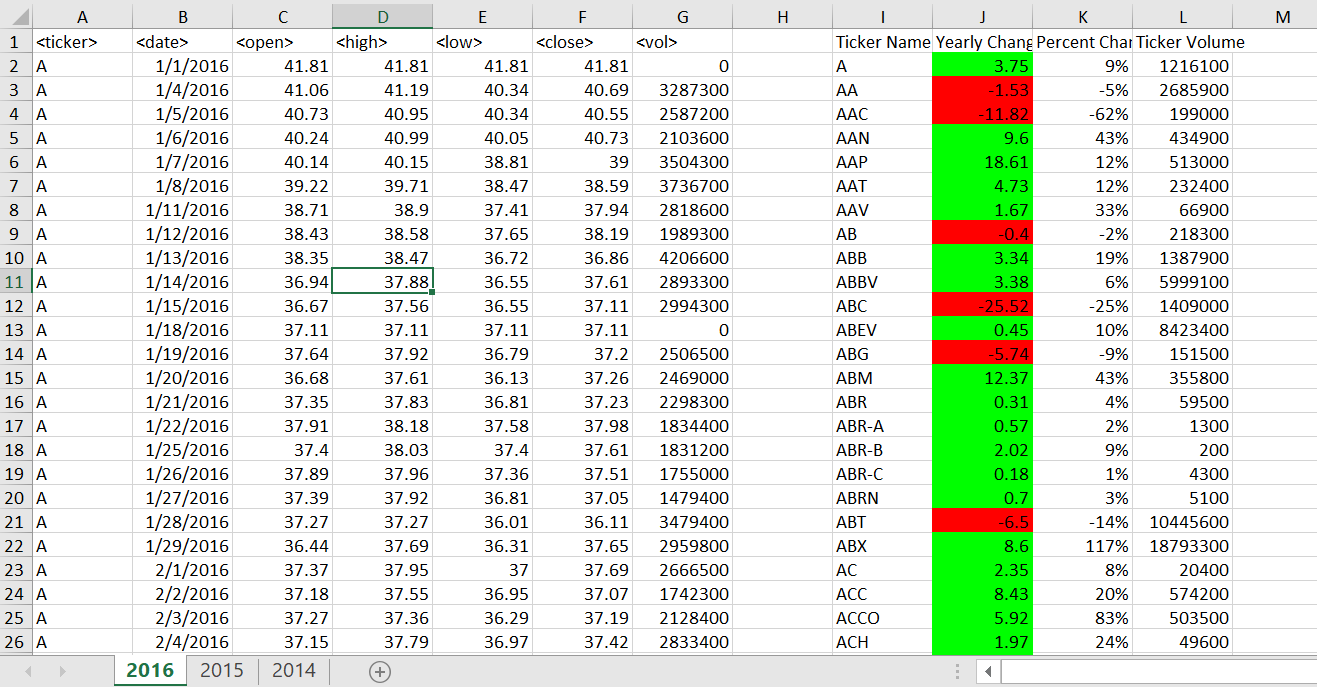 A B C D E F G H I J K L M
1 <ticker> <date> <open> <high> <low> <close> <vol> Ticker Name Yearly Chang Percent Char Ticker Volume
2 A 1/1/2016 41.81 41.81 41.81 41.81 0 A 3.75 9% 1216100
3 A 1/4/2016 41.06 41.19 40.34 40.69 3287300 AA -1.53 -5% 2685900
4 A 1/5/2016 40.73 40.95 40.34 40.55 2587200 AAC -11.82 -62% 199000
5 A 1/6/2016 40.24 40.99 40.05 40.73 2103600 AAN 9.6 43% 434900
6 A 1/7/2016 40.14 40.15 38.81 39 3504300 AAP 18.61 12% 513000
7 A 1/8/2016 39.22 39.71 38.47 38.59 3736700 AAT 4.73 12% 232400
8 A 1/11/2016 38.71 38.9 37.41 37.94 2818600 AAV 1.67 33% 66900
9 A 1/12/2016 38.43 38.58 37.65 38.19 1989300 AB -0.4 -2% 218300
10 A 1/13/2016 38.35 38.47 36.72 36.86 4206600 ABB 3.34 19% 1387900
11 A 1/14/2016 36.94 37.88 36.55 37.61 2893300 ABBV 3.38 6% 5999100
12 A 1/15/2016 36.67 37.56 36.55 37.11 2994300 ABC -25.52 -25% 1409000
13 A 1/18/2016 37.11 37.11 37.11 37.11 0 ABEV 0.45 10% 8423400
14 A 1/19/2016 37.64 37.92 36.79 37.2 2506500 ABG -5.74 -9% 151500
15 A 1/20/2016 36.68 37.61 36.13 37.26 2469000 ABM 12.37 43% 355800
16 A 1/21/2016 37.35 37.83 36.81 37.23 2298300 ABR 0.31 4% 59500
17 A 1/22/2016 37.91 38.18 37.58 37.98 1834400 ABR-A 0.57 2% 1300
18 A 1/25/2016 37.4 38.03 37.4 37.61 1831200 ABR-B 2.02 9% 200
19 A 1/26/2016 37.89 37.96 37.36 37.51 1755000 ABR-C 0.18 1% 4300
20 A 1/27/2016 37.39 37.92 36.81 37.05 1479400 ABRN 0.7 3% 5100
21 A 1/28/2016 37.27 37.27 36.01 36.11 3479400 ABT -6.5 -14% 10445600
22 A 1/29/2016 36.44 37.69 36.31 37.65 2959800 ABX 8.6 117% 18793300
23 A 2/1/2016 37.37 37.95 37 37.69 2666500 AC 2.35 8% 20400
24 A 2/2/2016 37.18 37.55 36.95 37.07 1742300 ACC 8.43 20% 574200
25 A 2/3/2016 37.27 37.36 36.29 37.19 2128400 ACCO 5.92 83% 503500
26 A 2/4/2016 37.15 37.79 36.97 37.42 2833400 ACH 1.97 24% 49600
2016 2015 2014